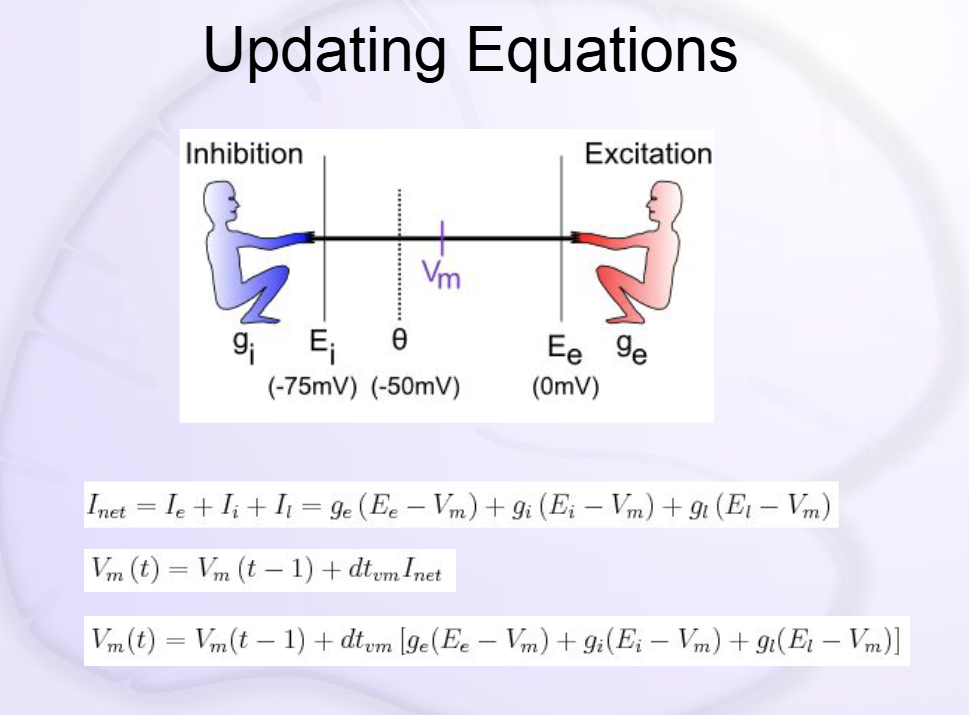 Updating Equations
Inhibition Excitation
V_m
g_i E_i θ E_e g_e
(-75mV) (-50mV) (0mV)
I_{net} = I_e + I_i + I_l = g_e (E_e − V_m) + g_i (E_i − V_m) + g_l (E_l − V_m)
V_m (t) = V_m (t − 1) + dt_{vm} I_{net}
V_m(t) = V_m(t − 1) + dt_{vm} [g_e(E_e − V_m) + g_i(E_i − V_m) + g_l(E_l − V_m)]